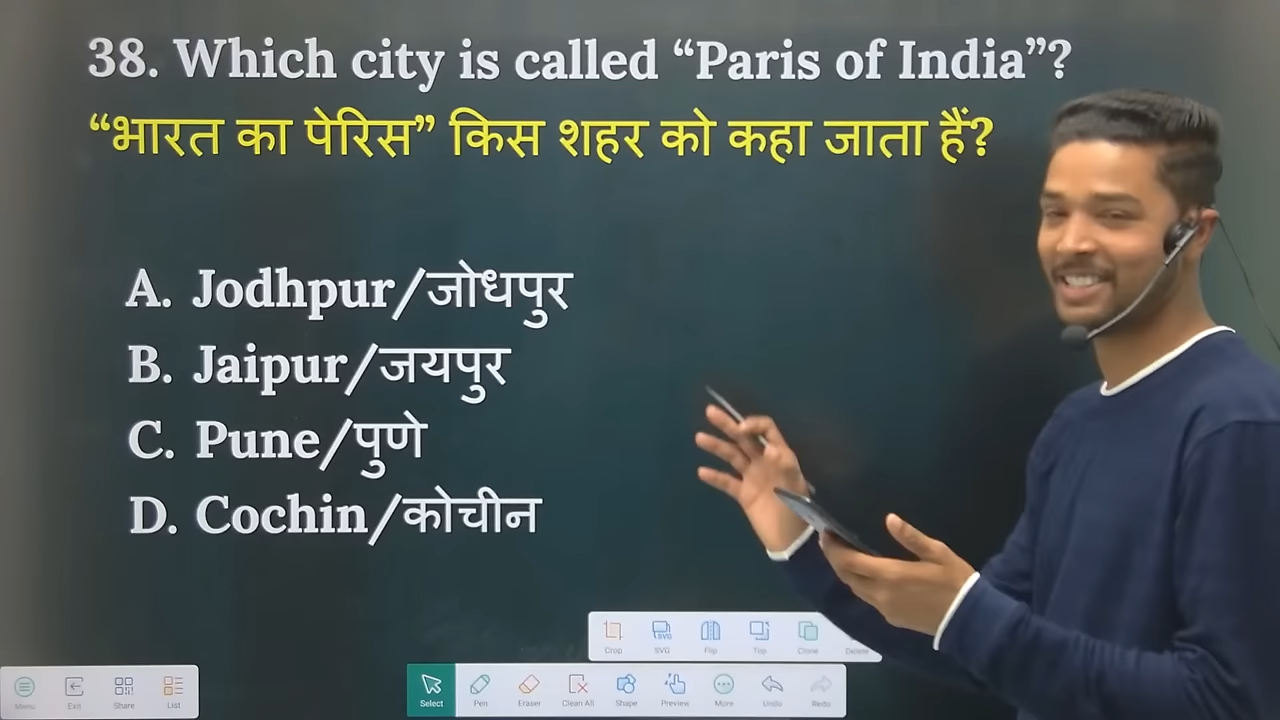 38. Which city is called “Paris of India”?
“भारत का पेरिस” किस शहर को कहा जाता हैं?
A. Jodhpur/जोधपुर
B. Jaipur/जयपुर
C. Pune/पुणे
D. Cochin/कोचीन
Crop SVG Flip Top Clone Delete
Menu Exit Share List Select Pen Eraser Clean All Shape Preview More Undo Redo